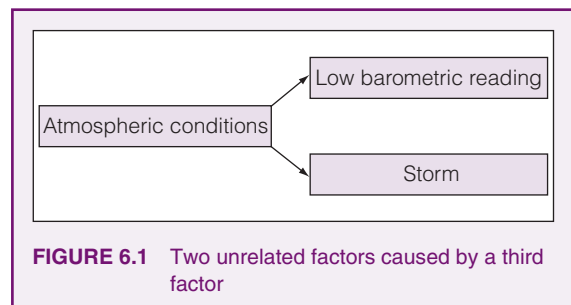 Low barometric reading
Atmospheric conditions
Storm
FIGURE 6.1 Two unrelated factors caused by a third
factor